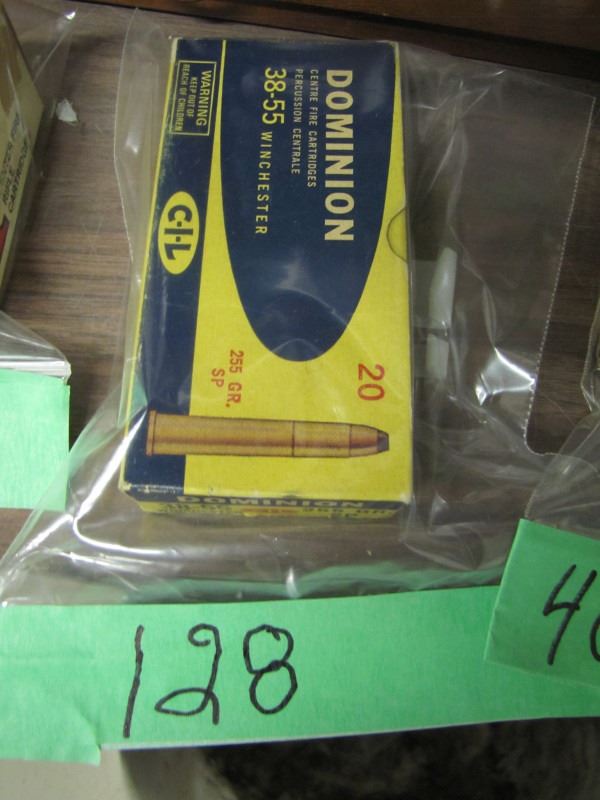 DOMINION
CENTRE FIRE CARTRIDGES
PERCUSSION CENTRALE
38-55 WINCHESTER
WARNING
KEEP OUT OF
REACH OF CHILDREN
C-I-L
20
255 GR.
SP
DOMINION
128